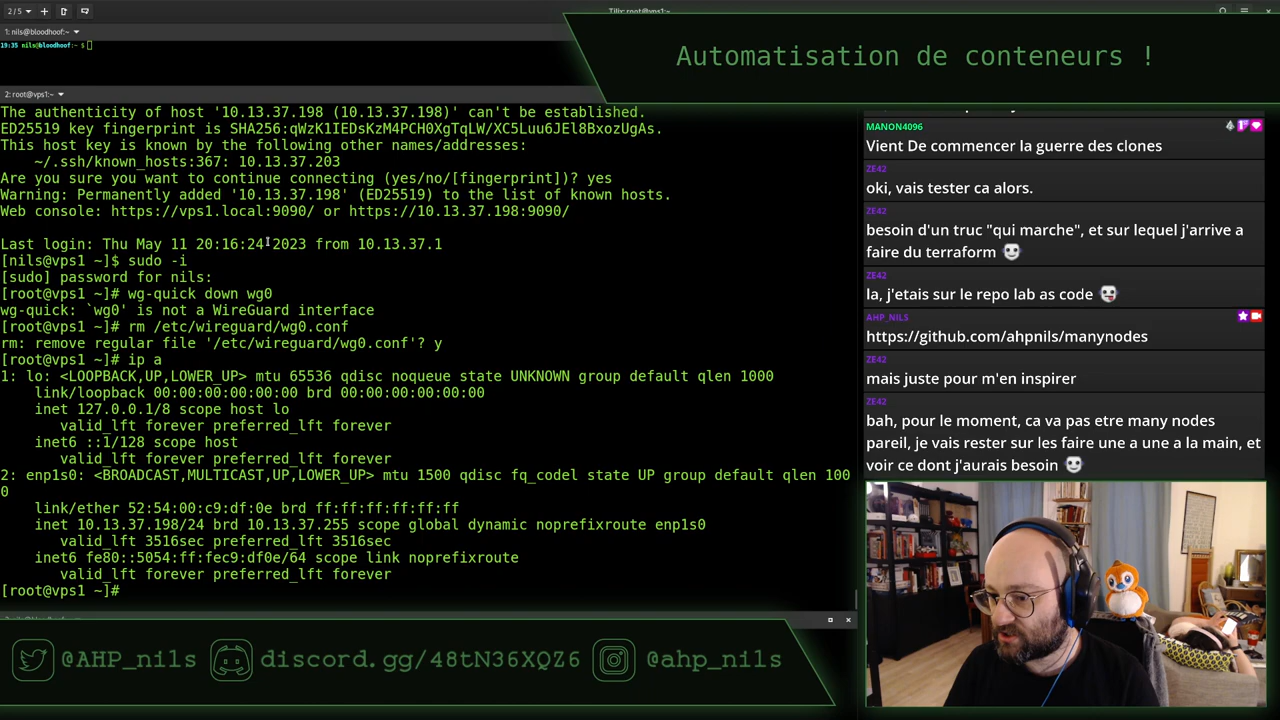 2 / 5
1: nils@bloodhoof:~
19:35 nils@bloodhoof:~ $
2: root@vps1:~
Automatisation de conteneurs !
The authenticity of host '10.13.37.198 (10.13.37.198)' can't be established.
ED25519 key fingerprint is SHA256:qWzK1IEDsKzM4PCH0XgTqLW/XC5Luu6JEl8BxozUgAs.
This host key is known by the following other names/addresses:
~/.ssh/known_hosts:367: 10.13.37.203
Are you sure you want to continue connecting (yes/no/[fingerprint])? yes
Warning: Permanently added '10.13.37.198' (ED25519) to the list of known hosts.
Web console: https://vps1.local:9090/ or https://10.13.37.198:9090/
Last login: Thu May 11 20:16:24 2023 from 10.13.37.1
[nils@vps1 ~]$ sudo -i
[sudo] password for nils:
[root@vps1 ~]# wg-quick down wg0
wg-quick: `wg0' is not a WireGuard interface
[root@vps1 ~]# rm /etc/wireguard/wg0.conf
rm: remove regular file '/etc/wireguard/wg0.conf'? y
[root@vps1 ~]# ip a
1: lo: <LOOPBACK,UP,LOWER_UP> mtu 65536 qdisc noqueue state UNKNOWN group default qlen 1000
link/loopback 00:00:00:00:00:00 brd 00:00:00:00:00:00
inet 127.0.0.1/8 scope host lo
valid_lft forever preferred_lft forever
inet6 ::1/128 scope host
valid_lft forever preferred_lft forever
2: enp1s0: <BROADCAST,MULTICAST,UP,LOWER_UP> mtu 1500 qdisc fq_codel state UP group default qlen 100
0
link/ether 52:54:00:c9:df:0e brd ff:ff:ff:ff:ff:ff
inet 10.13.37.198/24 brd 10.13.37.255 scope global dynamic noprefixroute enp1s0
valid_lft 3516sec preferred_lft 3516sec
inet6 fe80::5054:ff:fec9:df0e/64 scope link noprefixroute
valid_lft forever preferred_lft forever
[root@vps1 ~]#
MANON4096
Vient De commencer la guerre des clones
ZE42
oki, vais tester ca alors.
ZE42
besoin d'un truc "qui marche", et sur lequel j'arrive a
faire du terraform
ZE42
la, j'etais sur le repo lab as code
AHP_NILS
https://github.com/ahpnils/manynodes
ZE42
mais juste pour m'en inspirer
ZE42
bah, pour le moment, ca va pas etre many nodes
pareil, je vais rester sur les faire une a une a la main, et
voir ce dont j'aurais besoin
@AHP_nils
discord.gg/48tN36XQZ6
@ahp_nils